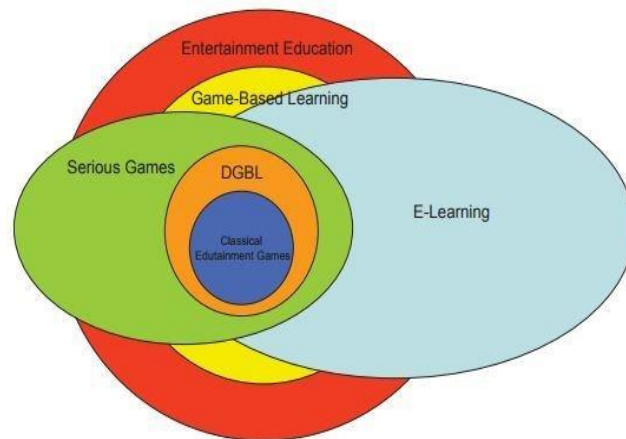 Entertainment Education
Game-Based Learning
Serious Games
DGBL
E-Learning
Classical
Edutainment Games